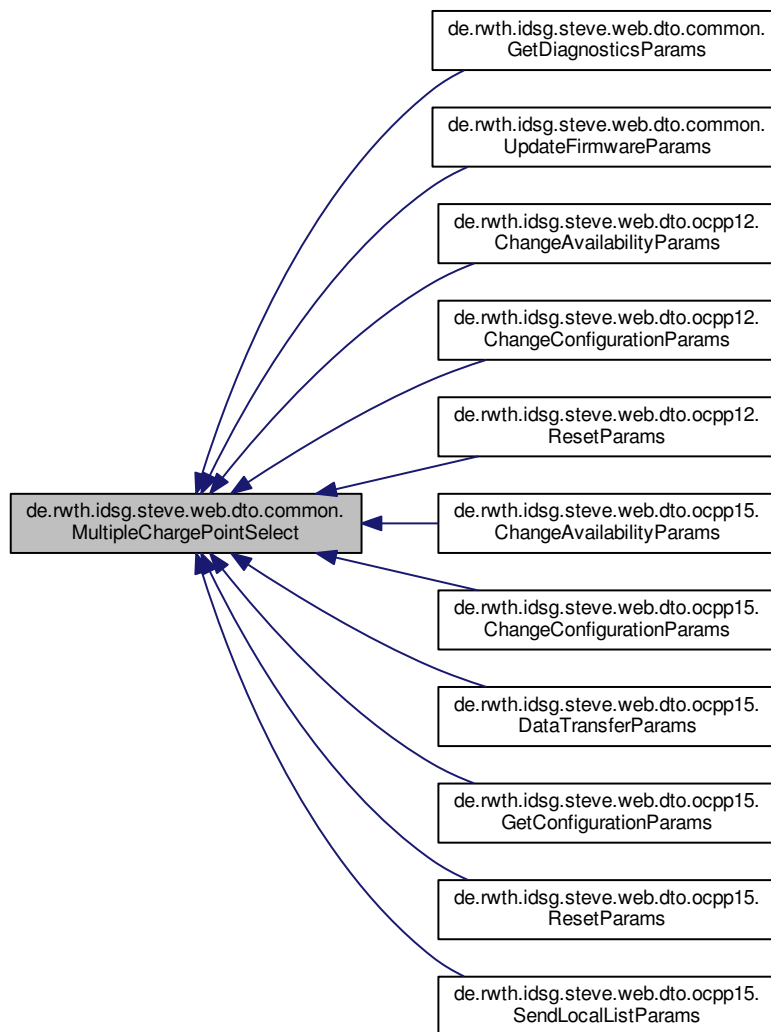 de.rwth.idsg.steve.web.dto.common.
GetDiagnosticsParams
de.rwth.idsg.steve.web.dto.common.
UpdateFirmwareParams
de.rwth.idsg.steve.web.dto.ocpp12.
ChangeAvailabilityParams
de.rwth.idsg.steve.web.dto.ocpp12.
ChangeConfigurationParams
de.rwth.idsg.steve.web.dto.ocpp12.
ResetParams
de.rwth.idsg.steve.web.dto.common.
MultipleChargePointSelect
de.rwth.idsg.steve.web.dto.ocpp15.
ChangeAvailabilityParams
de.rwth.idsg.steve.web.dto.ocpp15.
ChangeConfigurationParams
de.rwth.idsg.steve.web.dto.ocpp15.
DataTransferParams
de.rwth.idsg.steve.web.dto.ocpp15.
GetConfigurationParams
de.rwth.idsg.steve.web.dto.ocpp15.
ResetParams
de.rwth.idsg.steve.web.dto.ocpp15.
SendLocalListParams